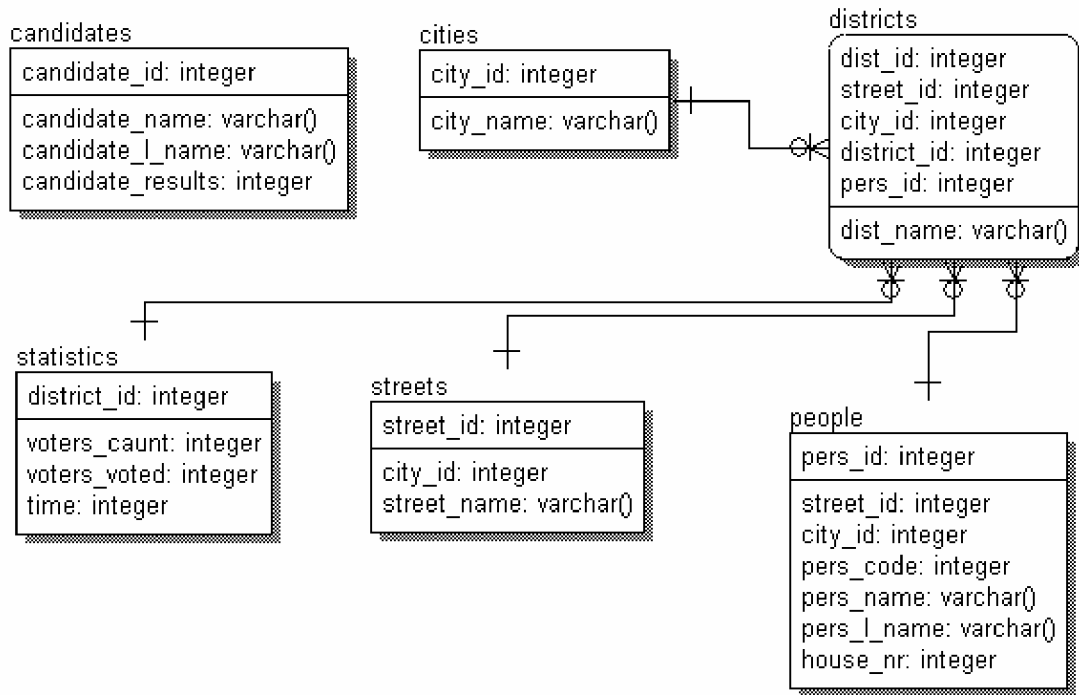 candidates
candidate_id: integer
candidate_name: varchar()
candidate_l_name: varchar()
candidate_results: integer
cities
city_id: integer
city_name: varchar()
districts
dist_id: integer
street_id: integer
city_id: integer
district_id: integer
pers_id: integer
dist_name: varchar()
statistics
district_id: integer
voters_caunt: integer
voters_voted: integer
time: integer
streets
street_id: integer
city_id: integer
street_name: varchar()
people
pers_id: integer
street_id: integer
city_id: integer
pers_code: integer
pers_name: varchar()
pers_l_name: varchar()
house_nr: integer